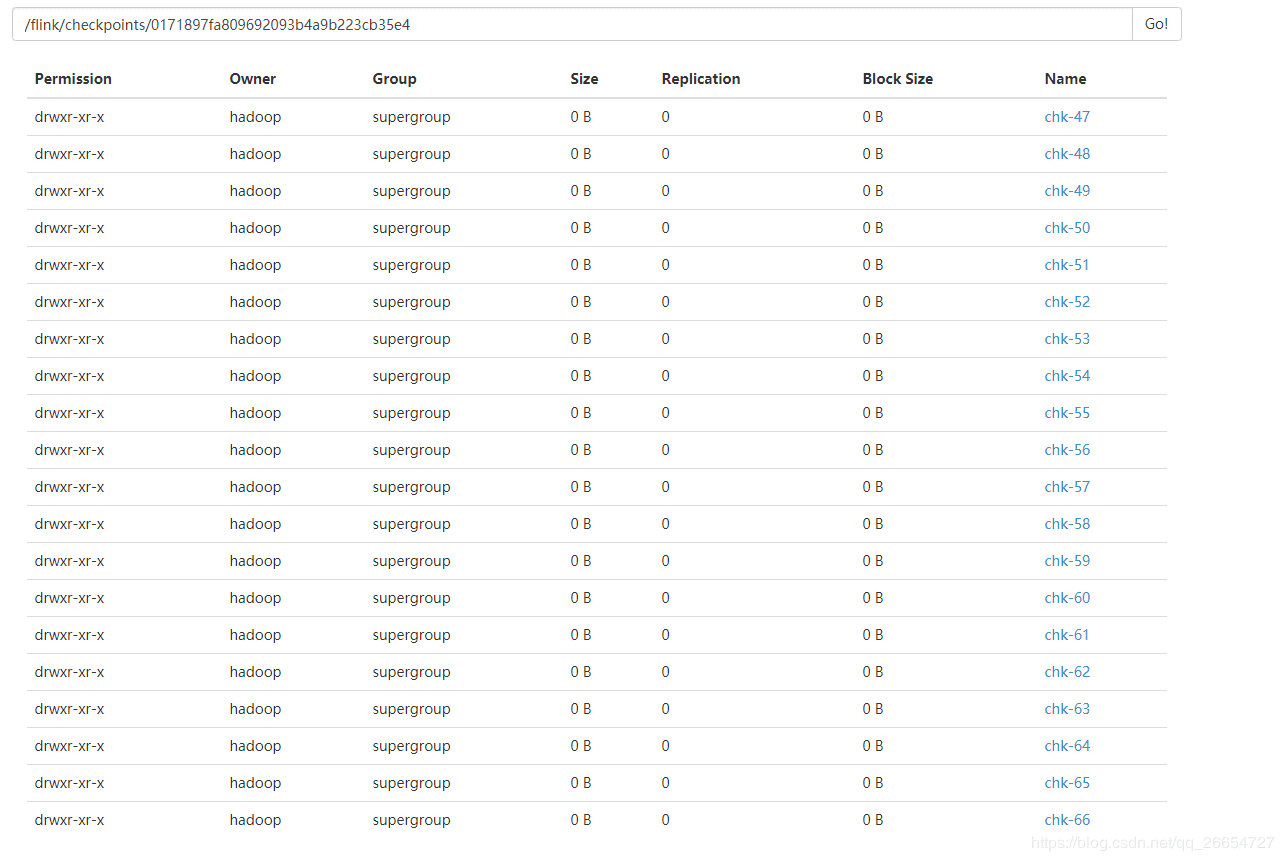 /flink/checkpoints/0171897fa809692093b4a9b223cb35e4 Go!
Permission Owner Group Size Replication Block Size Name
drwxr-xr-x hadoop supergroup 0 B 0 0 B chk-47
drwxr-xr-x hadoop supergroup 0 B 0 0 B chk-48
drwxr-xr-x hadoop supergroup 0 B 0 0 B chk-49
drwxr-xr-x hadoop supergroup 0 B 0 0 B chk-50
drwxr-xr-x hadoop supergroup 0 B 0 0 B chk-51
drwxr-xr-x hadoop supergroup 0 B 0 0 B chk-52
drwxr-xr-x hadoop supergroup 0 B 0 0 B chk-53
drwxr-xr-x hadoop supergroup 0 B 0 0 B chk-54
drwxr-xr-x hadoop supergroup 0 B 0 0 B chk-55
drwxr-xr-x hadoop supergroup 0 B 0 0 B chk-56
drwxr-xr-x hadoop supergroup 0 B 0 0 B chk-57
drwxr-xr-x hadoop supergroup 0 B 0 0 B chk-58
drwxr-xr-x hadoop supergroup 0 B 0 0 B chk-59
drwxr-xr-x hadoop supergroup 0 B 0 0 B chk-60
drwxr-xr-x hadoop supergroup 0 B 0 0 B chk-61
drwxr-xr-x hadoop supergroup 0 B 0 0 B chk-62
drwxr-xr-x hadoop supergroup 0 B 0 0 B chk-63
drwxr-xr-x hadoop supergroup 0 B 0 0 B chk-64
drwxr-xr-x hadoop supergroup 0 B 0 0 B chk-65
drwxr-xr-x hadoop supergroup 0 B 0 0 B chk-66
https://blog.csdn.net/qq_26654727